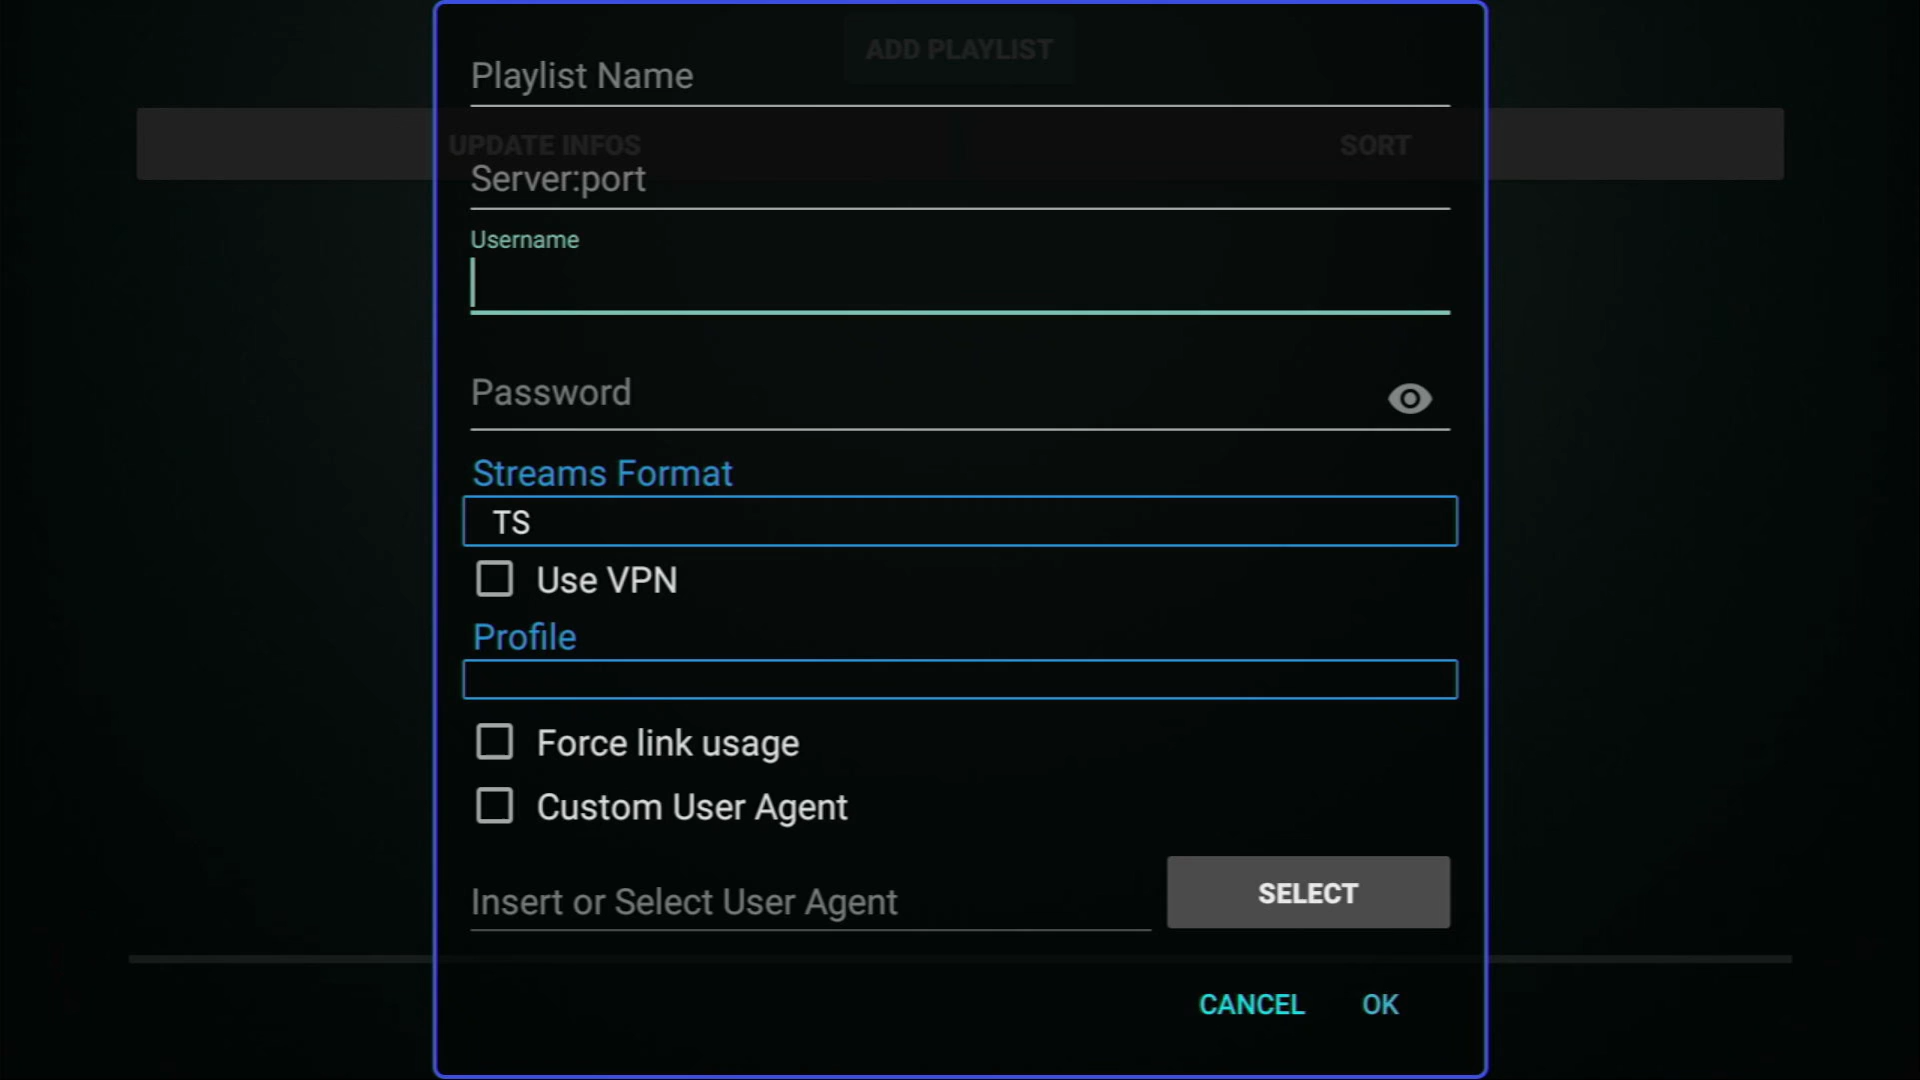 ADD PLAYLIST
Playlist Name
UPDATE INFOS
SORT
Server:port
Username
Password
Streams Format
TS
Use VPN
Profile
Force link usage
Custom User Agent
Insert or Select User Agent
SELECT
CANCEL
OK